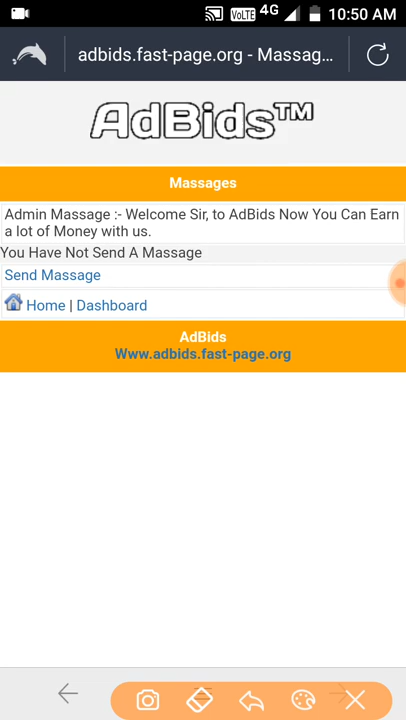 VoLTE 4G 10:50 AM
adbids.fast-page.org - Massag...
AdBids™
Massages
Admin Massage :- Welcome Sir, to AdBids Now You Can Earn
a lot of Money with us.
You Have Not Send A Massage
Send Massage
Home | Dashboard
AdBids
Www.adbids.fast-page.org